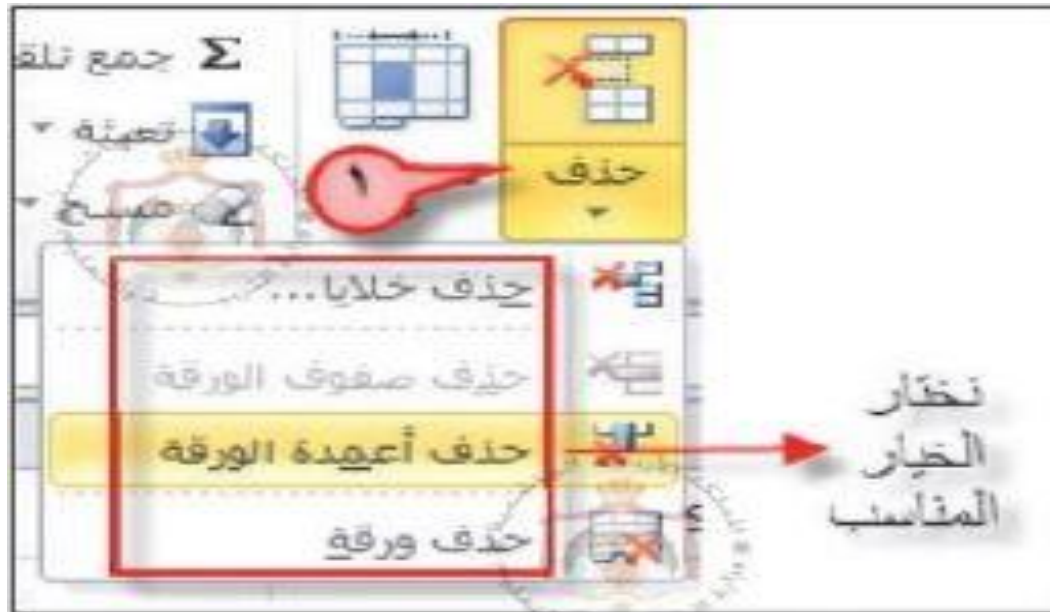 Σ جمع تلق
تعبئة
مسح
حذف
١
حذف خلايا...
حذف صفوف الورقة
حذف أعمدة الورقة
حذف ورقة
نختار
الخيار
المناسب